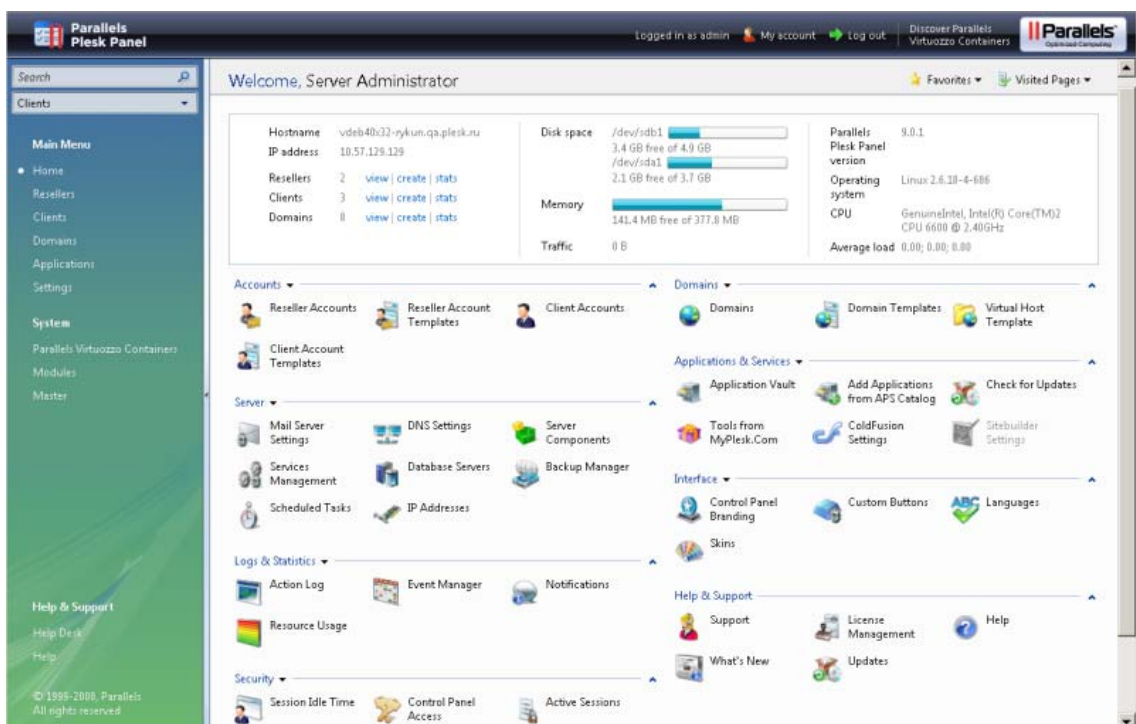 Parallels
Plesk Panel
Logged in as admin My account Log out
Discover Parallels
Virtuozzo Containers
Parallels
Optimized Computing
Search
Clients
Main Menu
Home
Resellers
Clients
Domains
Applications
Settings
System
Parallels Virtuozzo Containers
Modules
Master
Help & Support
Help Desk
Help
© 1999-2008, Parallels
All rights reserved
Welcome, Server Administrator
Favorites Visited Pages
Hostname vdeb40x32-rykun.qa.plesk.ru
IP address 10.57.129.129
Resellers 2 view | create | stats
Clients 3 view | create | stats
Domains 8 view | create | stats
Disk space /dev/sdb1
3.4 GB free of 4.9 GB
/dev/sda1
2.1 GB free of 3.7 GB
Memory
141.4 MB free of 377.8 MB
Traffic 0 B
Parallels
Plesk Panel
version
9.0.1
Operating
system
Linux 2.6.18-4-686
CPU GenuineIntel, Intel(R) Core(TM)2
CPU 6600 @ 2.40GHz
Average load 0.00; 0.00; 0.00
Accounts
Reseller Accounts
Reseller Account
Templates
Client Accounts
Client Account
Templates
Server
Mail Server
Settings
DNS Settings
Server
Components
Services
Management
Database Servers
Backup Manager
Scheduled Tasks
IP Addresses
Logs & Statistics
Action Log
Event Manager
Notifications
Resource Usage
Security
Session Idle Time
Control Panel
Access
Active Sessions
Domains
Domains
Domain Templates
Virtual Host
Template
Applications & Services
Application Vault
Add Applications
from APS Catalog
Check for Updates
Tools from
MyPlesk.Com
ColdFusion
Settings
Sitebuilder
Settings
Interface
Control Panel
Branding
Custom Buttons
ABC
Languages
Skins
Help & Support
Support
License
Management
Help
What's New
Updates